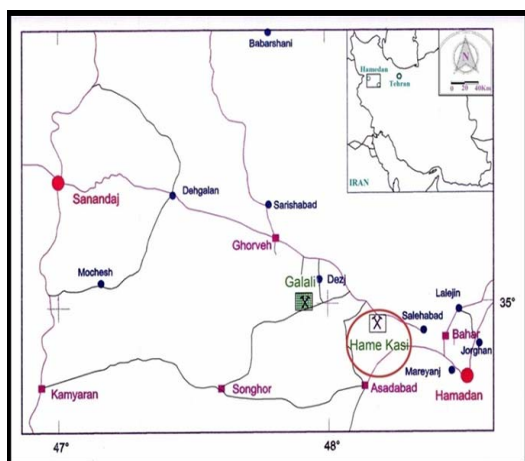 Babarshani
Hamedan
Tehran
N
0 20 40Km
IRAN
Sanandaj
Dehgalan
Sarishabad
Ghorveh
Mochesh
Galali
Dezj
35°
Lalejin
Salehabad
Bahar
Hame Kasi
Jorghan
Mareyanj
Kamyaran
Songhor
Asadabad
Hamadan
47°
48°